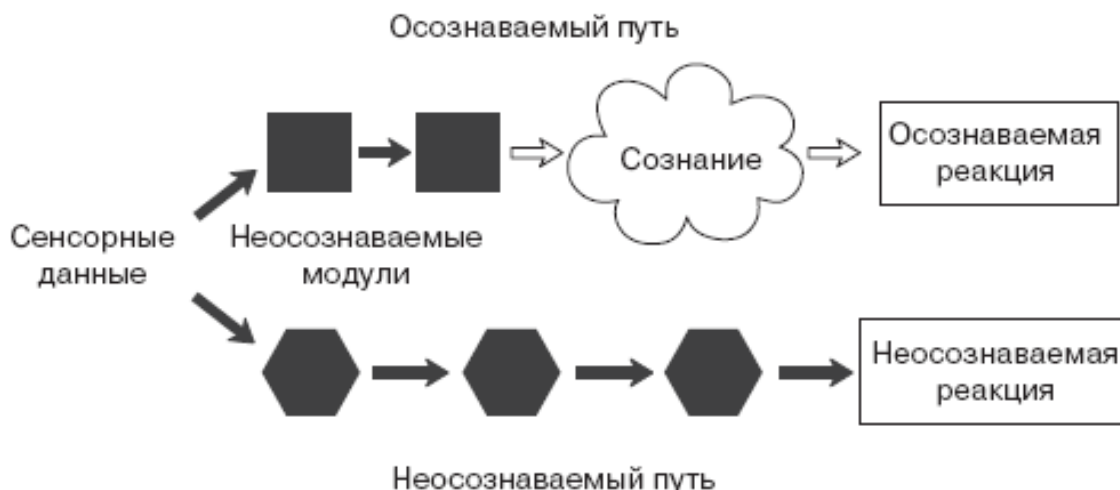 Осознаваемый путь
Сознание
Осознаваемая
реакция
Сенсорные
данные
Неосознаваемые
модули
Неосознаваемая
реакция
Неосознаваемый путь